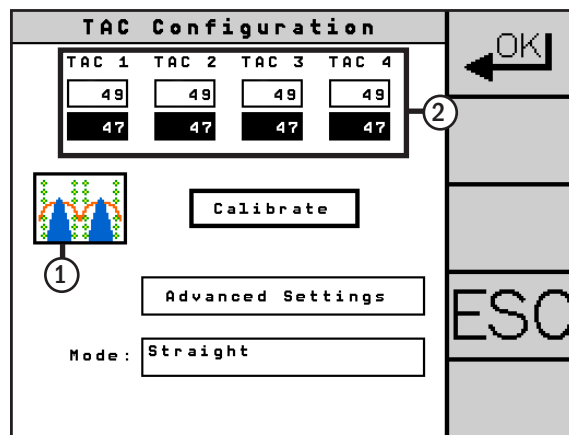 TAC Configuration
OK
TAC 1 TAC 2 TAC 3 TAC 4
49 49 49 49
47 47 47 47
2
Calibrate
1
Advanced Settings
ESC
Mode: Straight